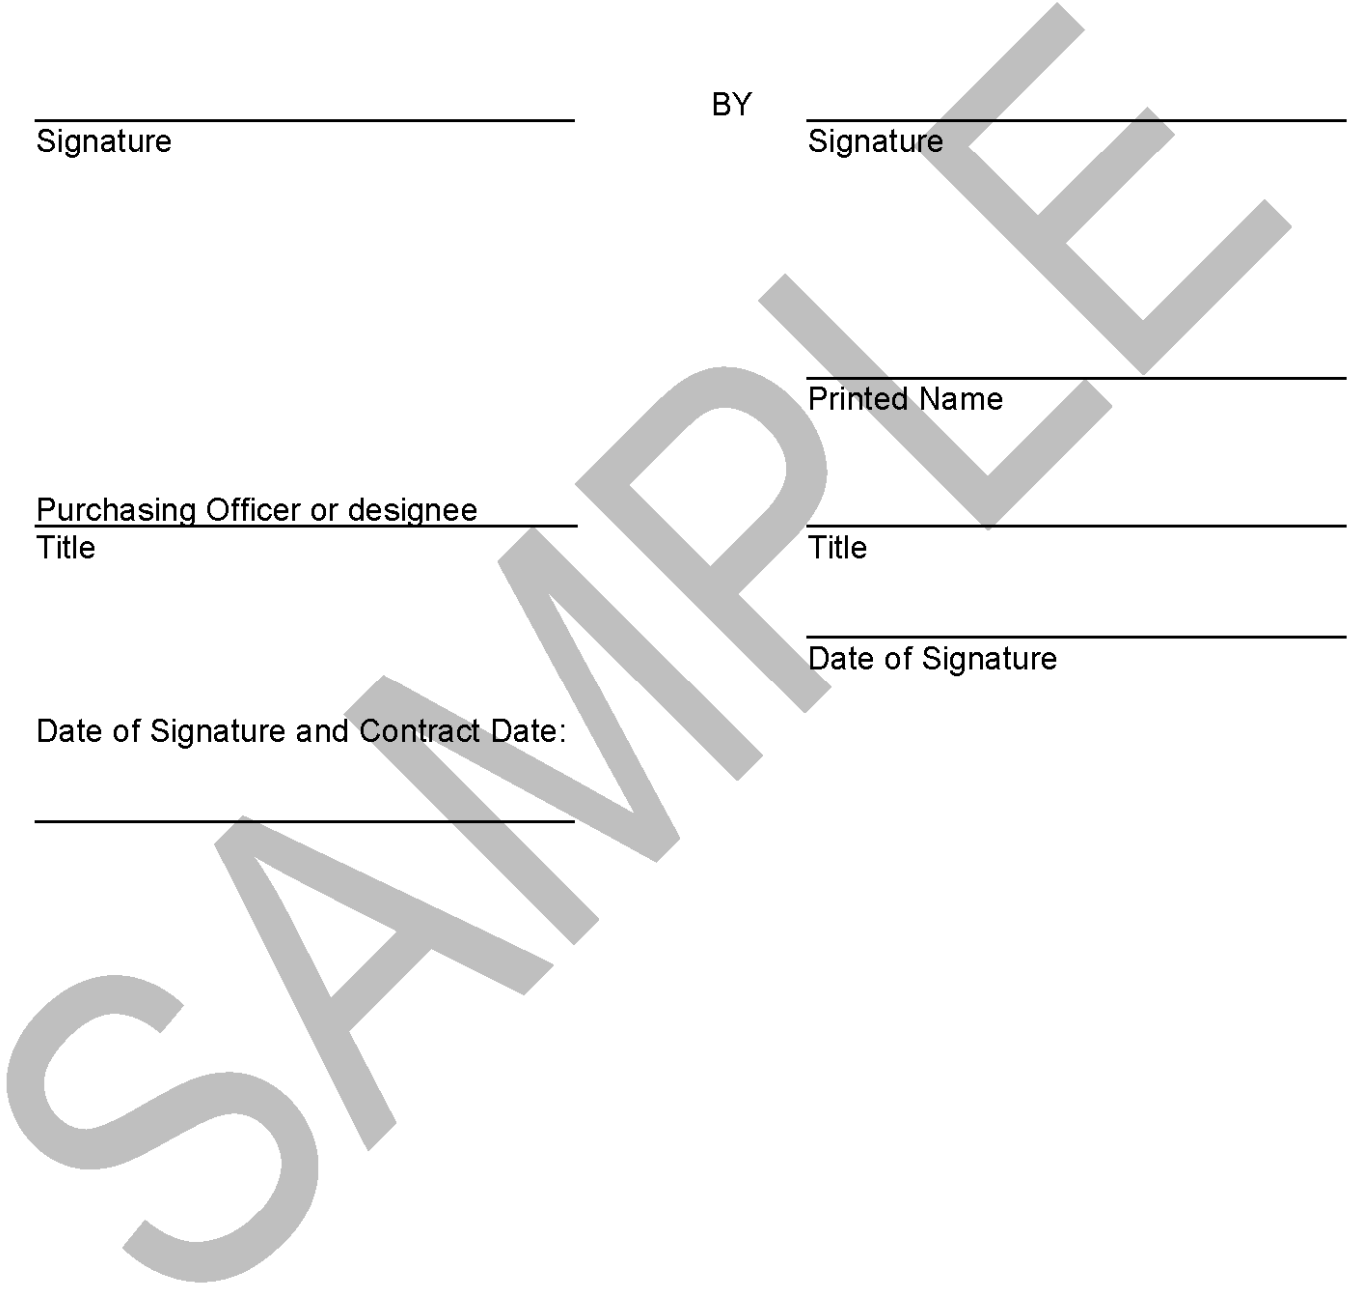 BY
Signature
Signature
Printed Name
Purchasing Officer or designee
Title
Title
Date of Signature
Date of Signature and Contract Date:
SAMPLE